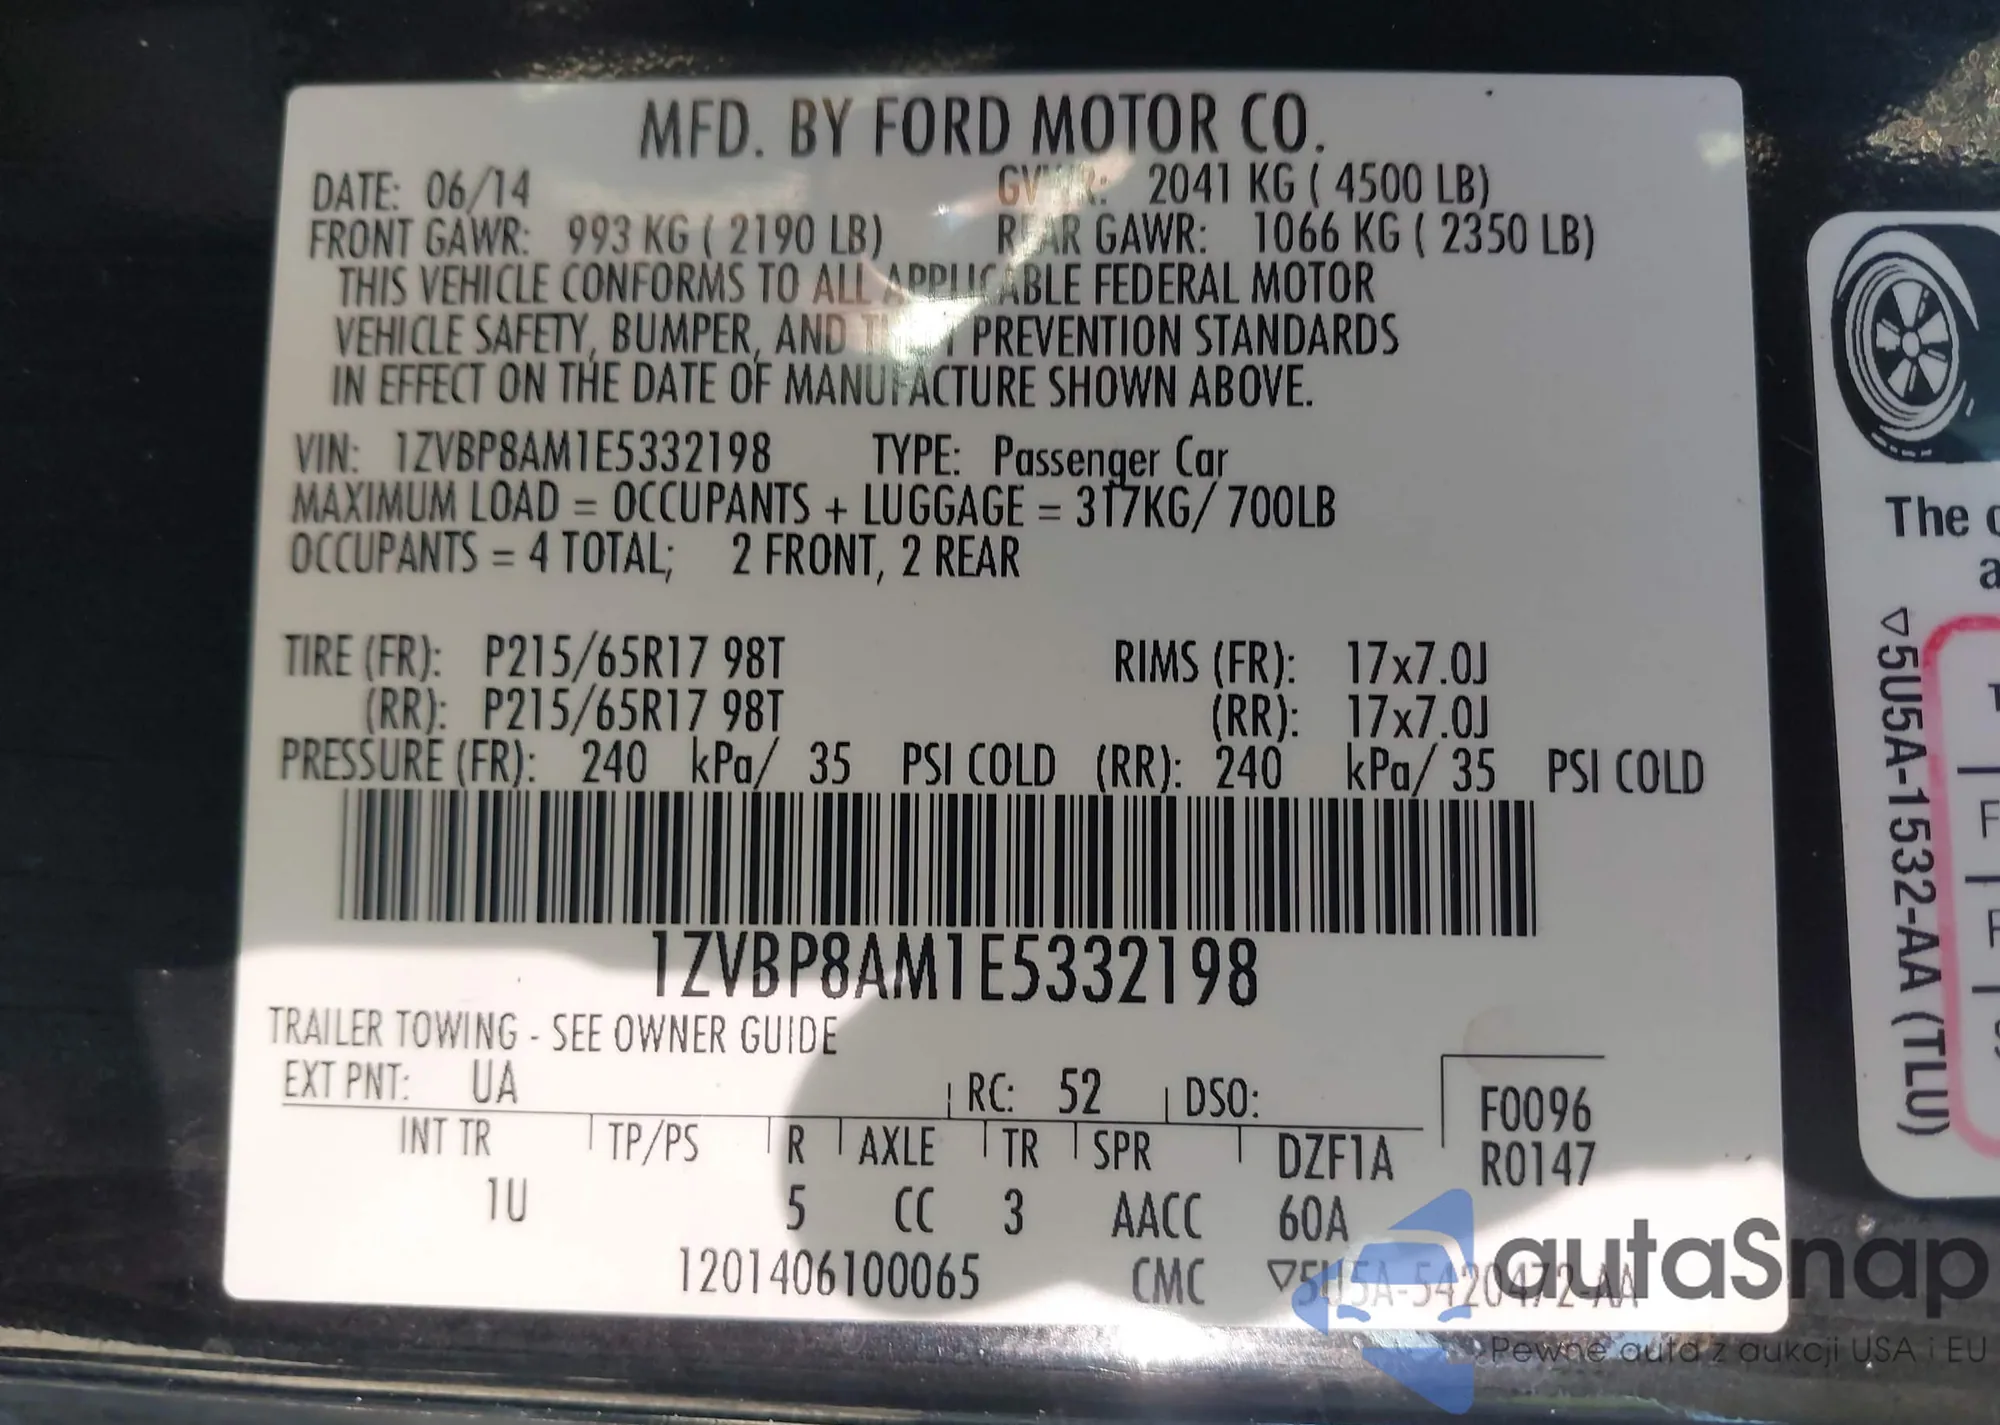 MFD. BY FORD MOTOR CO.
DATE: 06/14 GVWR: 2041 KG ( 4500 LB)
FRONT GAWR: 993 KG ( 2190 LB) REAR GAWR: 1066 KG ( 2350 LB)
THIS VEHICLE CONFORMS TO ALL APPLICABLE FEDERAL MOTOR
VEHICLE SAFETY, BUMPER, AND THEFT PREVENTION STANDARDS
IN EFFECT ON THE DATE OF MANUFACTURE SHOWN ABOVE.
VIN: 1ZVBP8AM1E5332198 TYPE: Passenger Car
MAXIMUM LOAD = OCCUPANTS + LUGGAGE = 317KG/ 700LB
OCCUPANTS = 4 TOTAL; 2 FRONT, 2 REAR
TIRE (FR): P215/65R17 98T RIMS (FR): 17x7.0J
(RR): P215/65R17 98T (RR): 17x7.0J
PRESSURE (FR): 240 kPa/ 35 PSI COLD (RR): 240 kPa/ 35 PSI COLD
1ZVBP8AM1E5332198
TRAILER TOWING - SEE OWNER GUIDE
EXT PNT: UA RC: 52 DSO: F0096
INT TR TP/PS R AXLE TR SPR DZF1A R0147
1U 5 CC 3 AACC 60A
1201406100065 CMC ▽5U5A-5420472-AA
The
▽5U5A-1532-AA (TLU)
autaSnap
Pewne auta z aukcji USA i EU